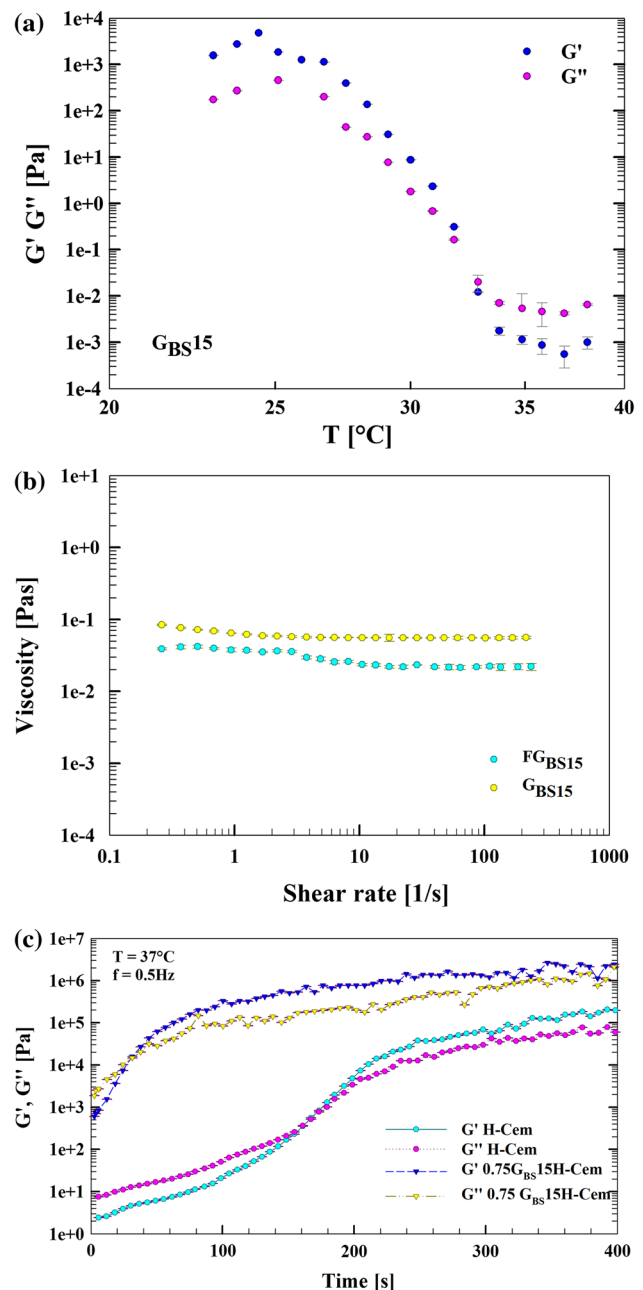 (a)
1e+5
1e+4
1e+3
1e+2
1e+1
1e+0
1e-1
1e-2
1e-3
1e-4
G' G" [Pa]
G'
G"
GBS15
20
25
30
35
40
T [°C]
(b)
1e+1
1e+0
1e-1
1e-2
1e-3
1e-4
Viscosity [Pas]
FGBS15
GBS15
0.1
1
10
100
1000
Shear rate [1/s]
(c)
1e+7
1e+6
1e+5
1e+4
1e+3
1e+2
1e+1
1e+0
G', G" [Pa]
T = 37°C
f = 0.5Hz
G' H-Cem
G" H-Cem
G' 0.75GBS15H-Cem
G" 0.75 GBS15H-Cem
0
100
200
300
400
Time [s]